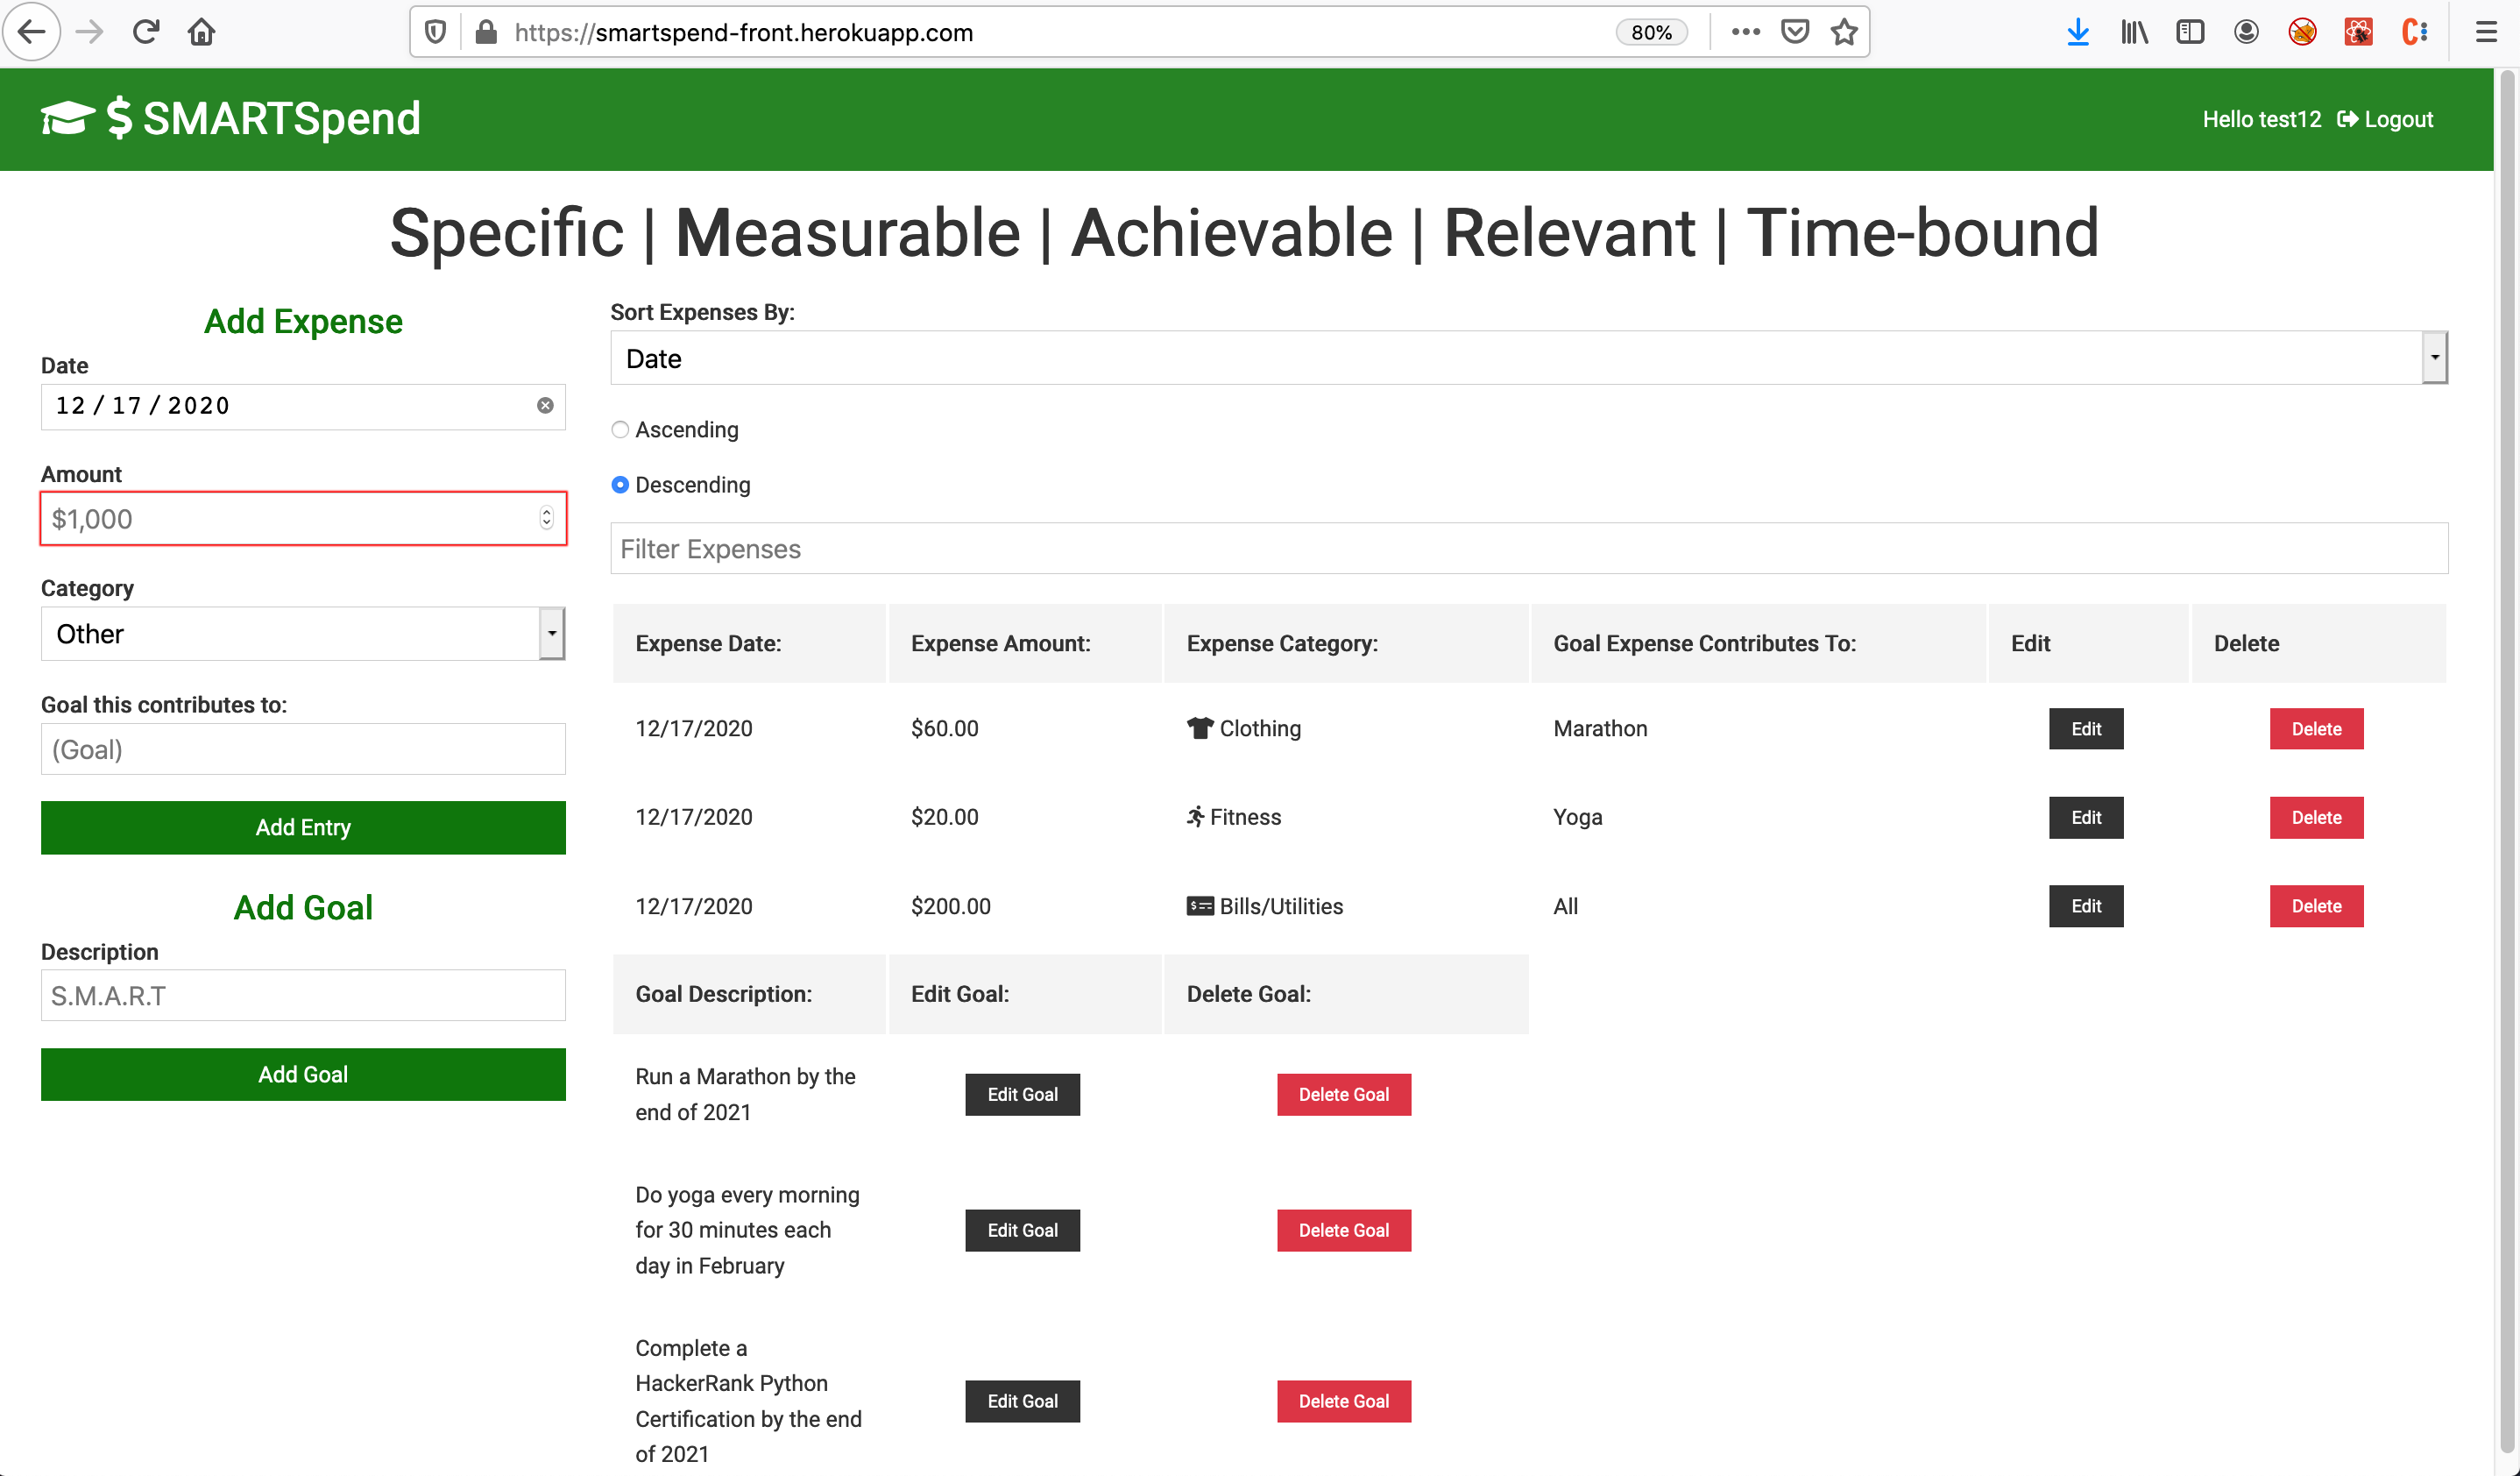 https://smartspend-front.herokuapp.com
80%
$ SMARTSpend
Hello test12 Logout
Specific | Measurable | Achievable | Relevant | Time-bound
Add Expense
Date
12 / 17 / 2020
Amount
$1,000
Category
Other
Goal this contributes to:
(Goal)
Add Entry
Add Goal
Description
S.M.A.R.T
Add Goal
Sort Expenses By:
Date
Ascending
Descending
Filter Expenses
Expense Date: Expense Amount: Expense Category: Goal Expense Contributes To: Edit Delete
12/17/2020 $60.00 Clothing Marathon Edit Delete
12/17/2020 $20.00 Fitness Yoga Edit Delete
12/17/2020 $200.00 Bills/Utilities All Edit Delete
Goal Description: Edit Goal: Delete Goal:
Run a Marathon by the
end of 2021
Edit Goal Delete Goal
Do yoga every morning
for 30 minutes each
day in February
Edit Goal Delete Goal
Complete a
HackerRank Python
Certification by the end
of 2021
Edit Goal Delete Goal